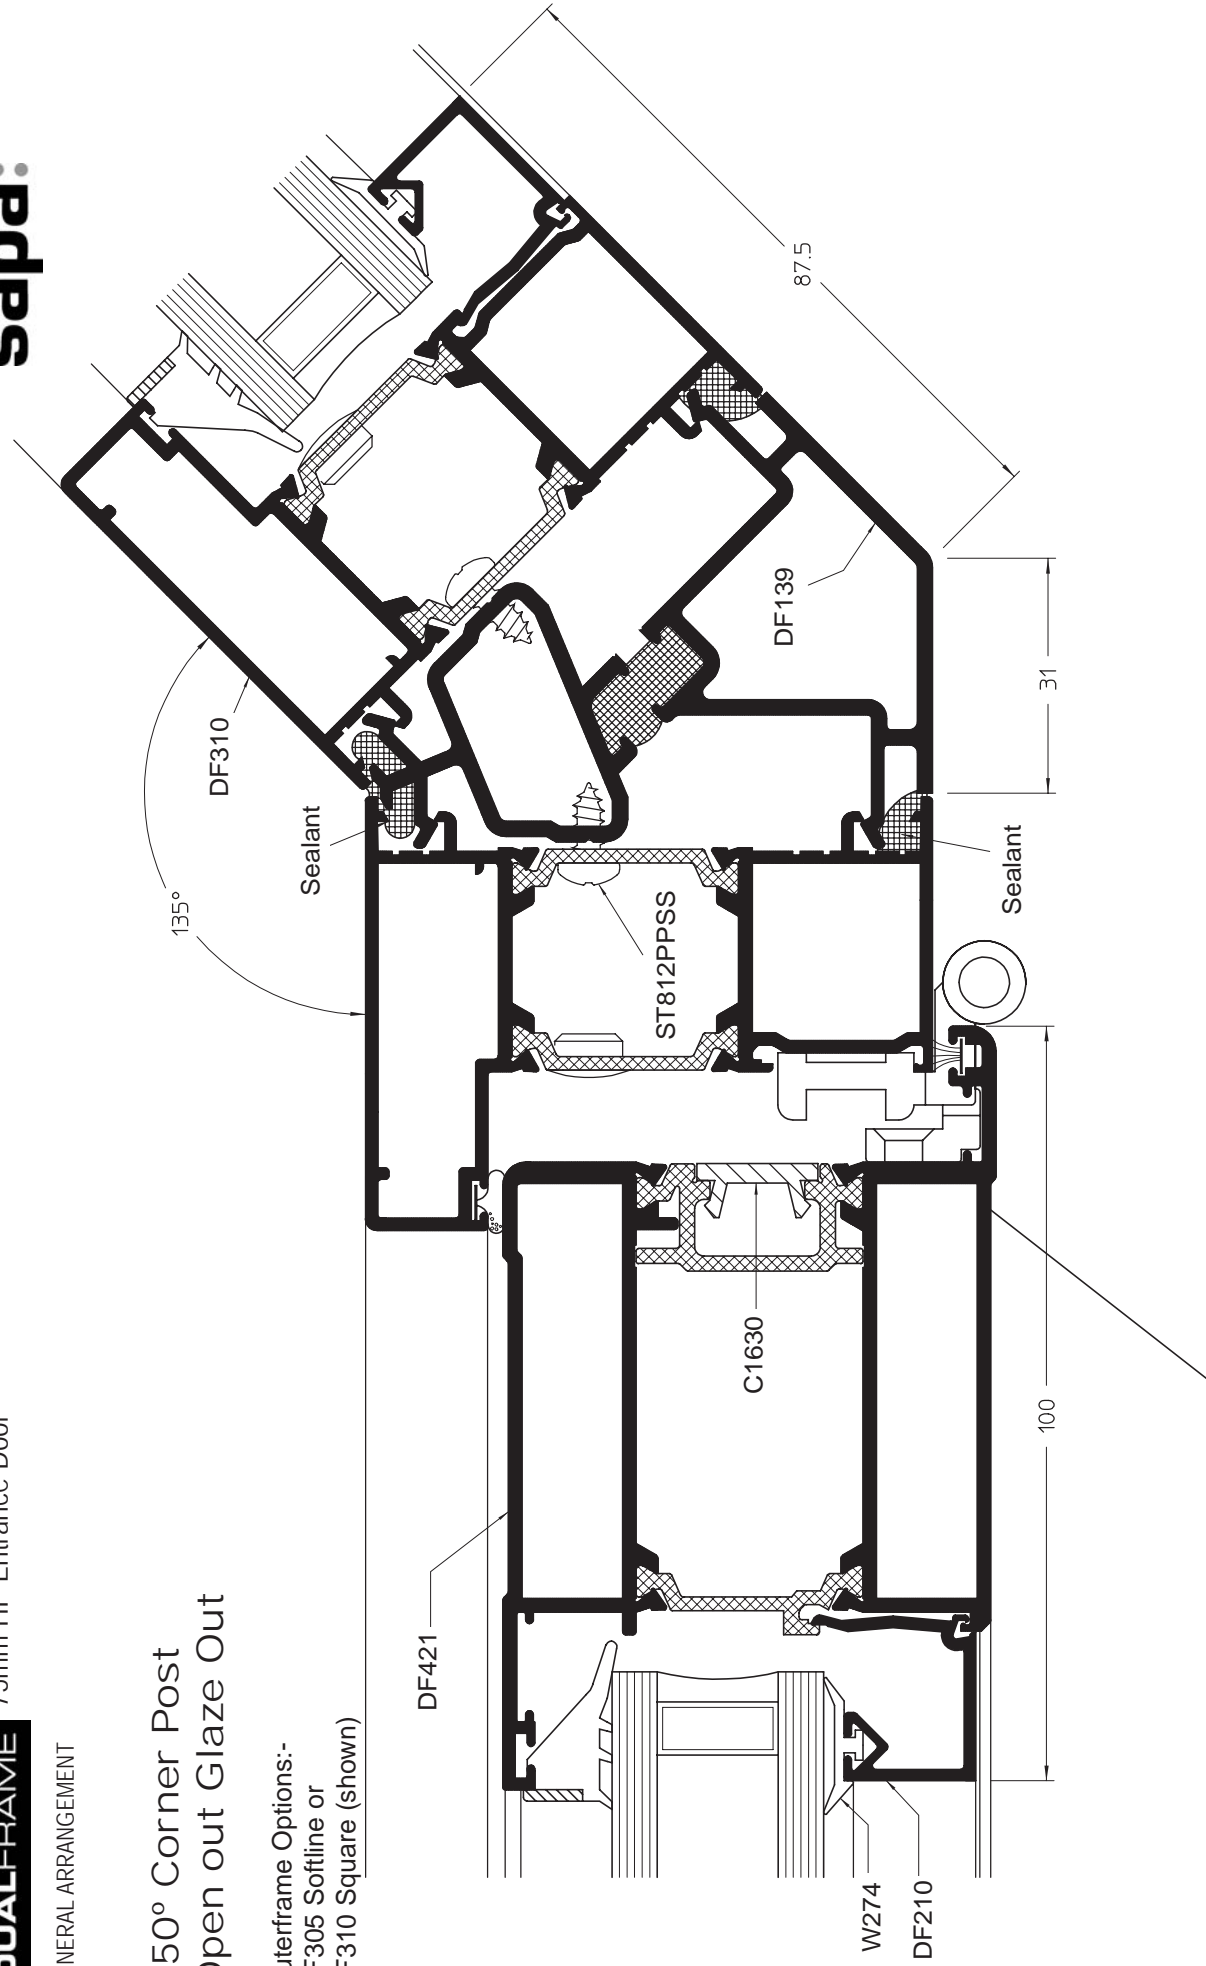 sapa:
DUALFRAME 75mm HP Entrance Door
NERAL ARRANGEMENT
50º Corner Post
Open out Glaze Out
uterframe Options:-
F305 Softline or
F310 Square (shown)
135°
DF310
Sealant
ST812PPSS
DF139
87.5
31
Sealant
C1630
100
DF421
W274
DF210